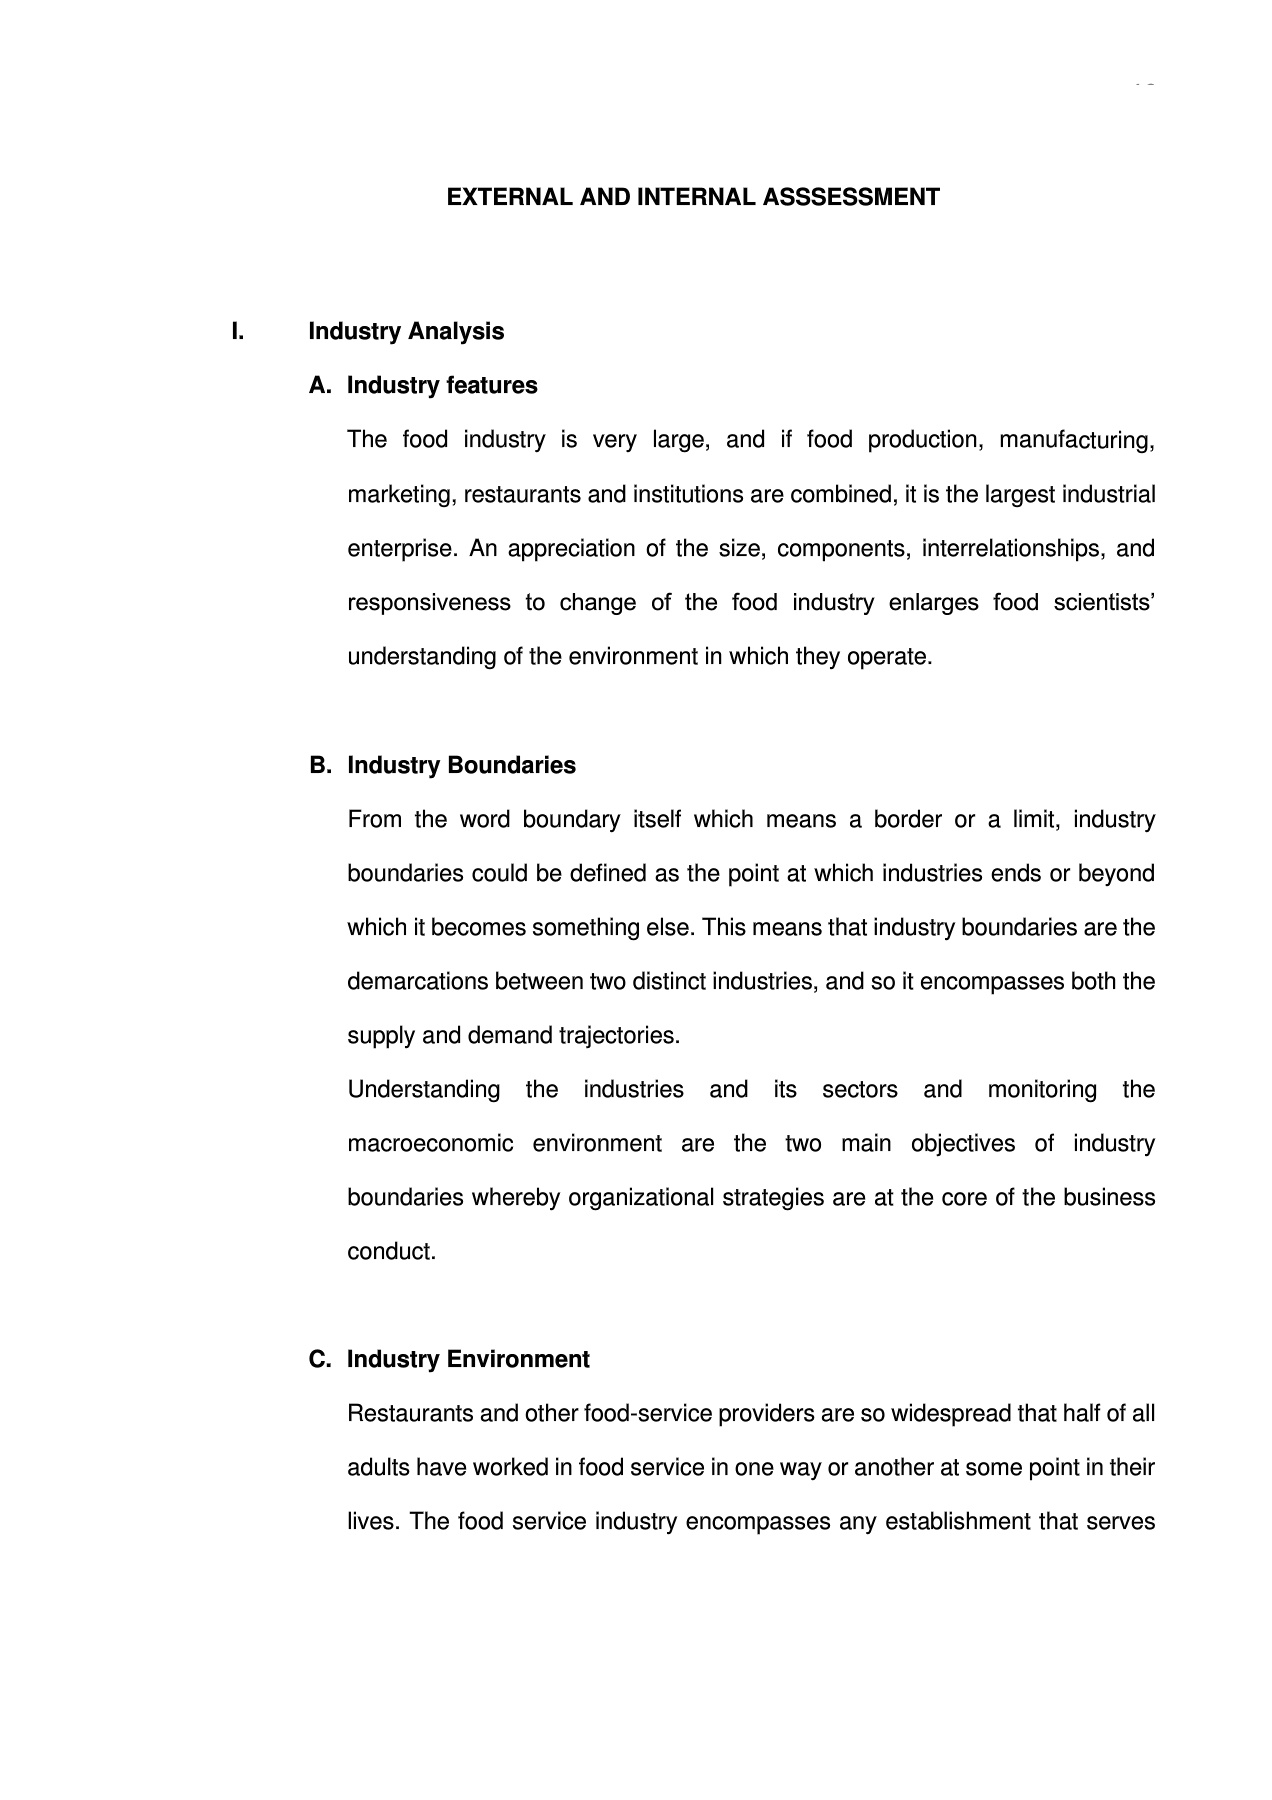 EXTERNAL AND INTERNAL ASSSESSMENT
I. Industry Analysis
A. Industry features
The food industry is very large, and if food production, manufacturing,
marketing, restaurants and institutions are combined, it is the largest industrial
enterprise. An appreciation of the size, components, interrelationships, and
responsiveness to change of the food industry enlarges food scientists’
understanding of the environment in which they operate.
B. Industry Boundaries
From the word boundary itself which means a border or a limit, industry
boundaries could be defined as the point at which industries ends or beyond
which it becomes something else. This means that industry boundaries are the
demarcations between two distinct industries, and so it encompasses both the
supply and demand trajectories.
Understanding the industries and its sectors and monitoring the
macroeconomic environment are the two main objectives of industry
boundaries whereby organizational strategies are at the core of the business
conduct.
C. Industry Environment
Restaurants and other food-service providers are so widespread that half of all
adults have worked in food service in one way or another at some point in their
lives. The food service industry encompasses any establishment that serves